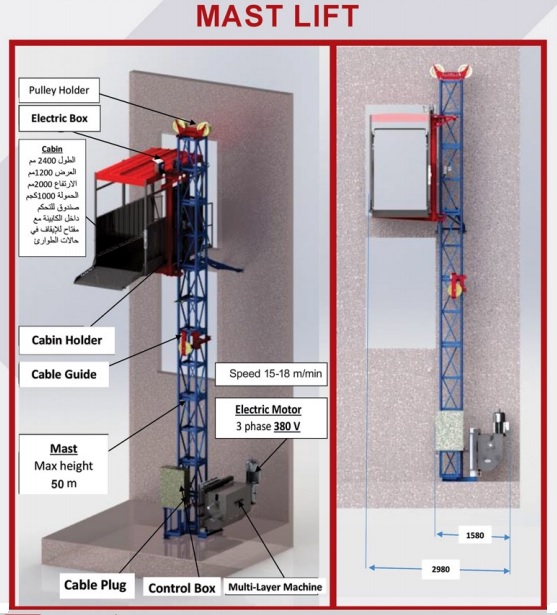 MAST LIFT
Pulley Holder
Electric Box
Cabin
الطول 2400 مم
العرض 1200مم
الارتفاع 2000مم
الحمولة 1000كجم
صندوق للتحكم
داخل الكابينة مع
مفتاح للإيقاف في
حالات الطوارئ
Cabin Holder
Cable Guide
Speed 15-18 m/min
Electric Motor
3 phase 380 V
Mast
Max height
50 m
Cable Plug
Control Box
Multi-Layer Machine
1580
2980